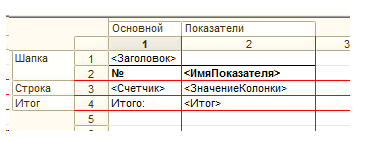 Основной Показатели
1 2 3
Шапка 1 <Заголовок>
2 № <ИмяПоказателя>
Строка 3 <Счетчик> <ЗначениеКолонки>
Итог 4 Итого: <Итог>
5